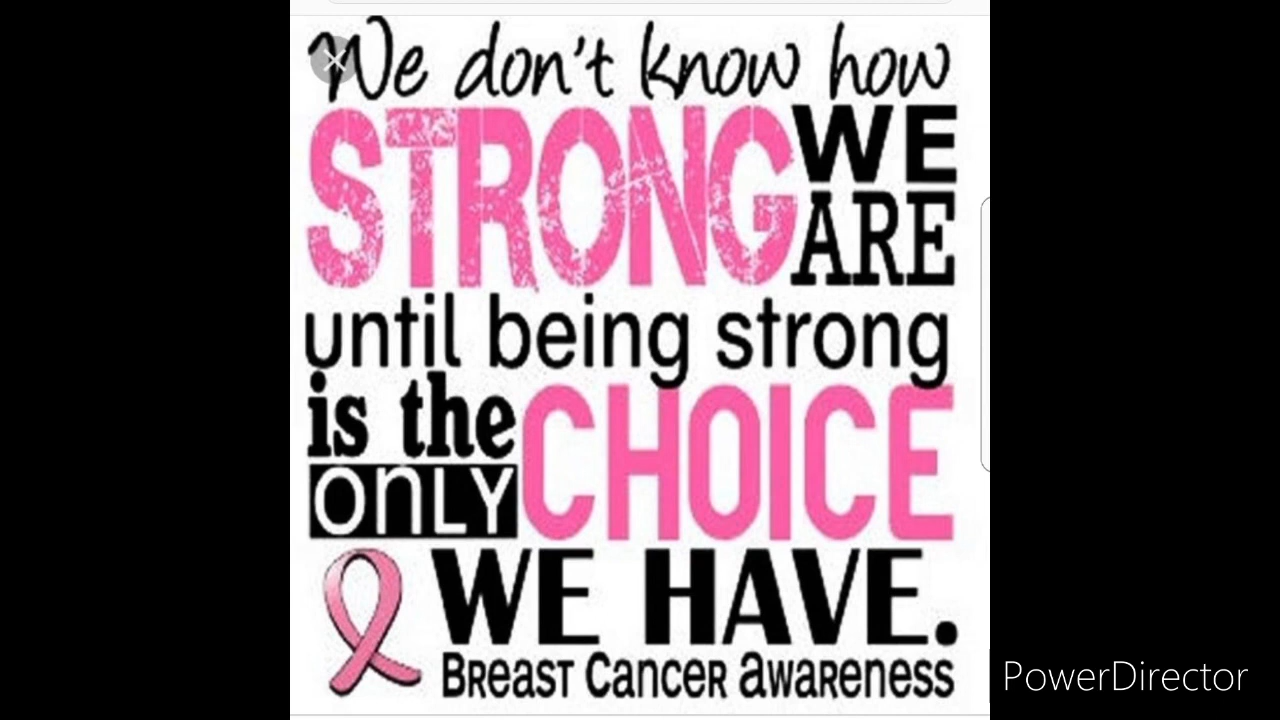 We don't know how
STRONG WE
ARE
until being strong
is the
ONLY CHOICE
WE HAVE.
Breast Cancer Awareness
PowerDirector